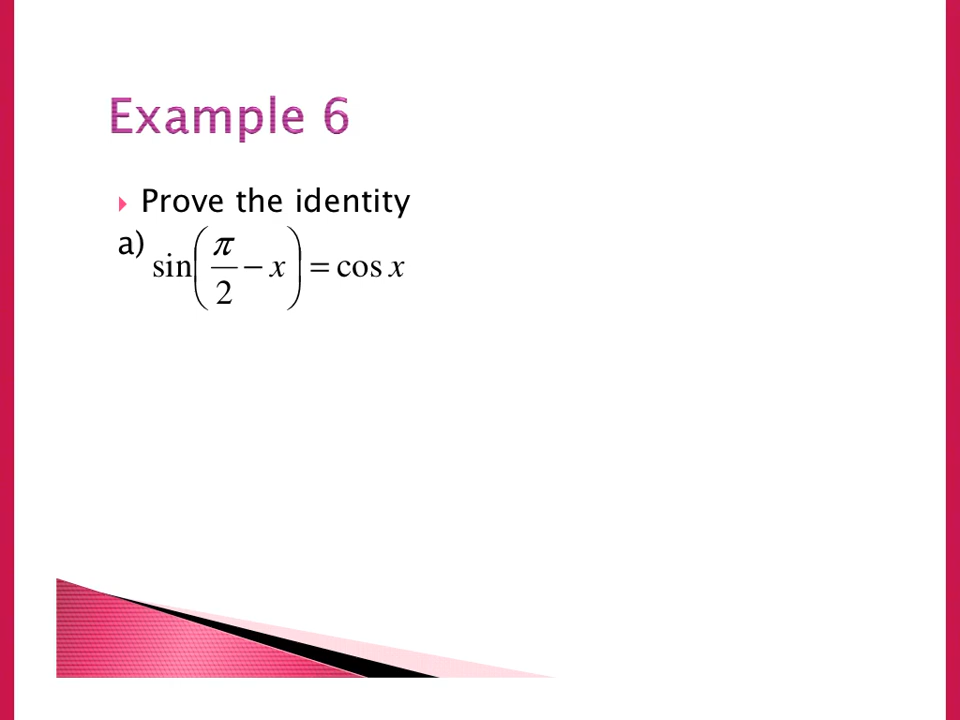 Example 6
Prove the identity
a) sin(π/2 − x) = cos x